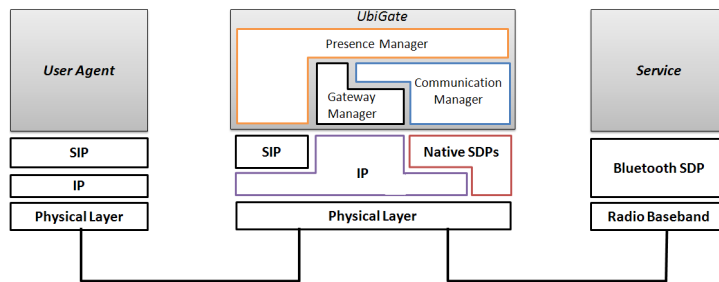 UbiGate
Presence Manager
User Agent
Service
Communication
Manager
Gateway
Manager
SIP
SIP
Native SDPs
IP
IP
Bluetooth SDP
Physical Layer
Physical Layer
Radio Baseband